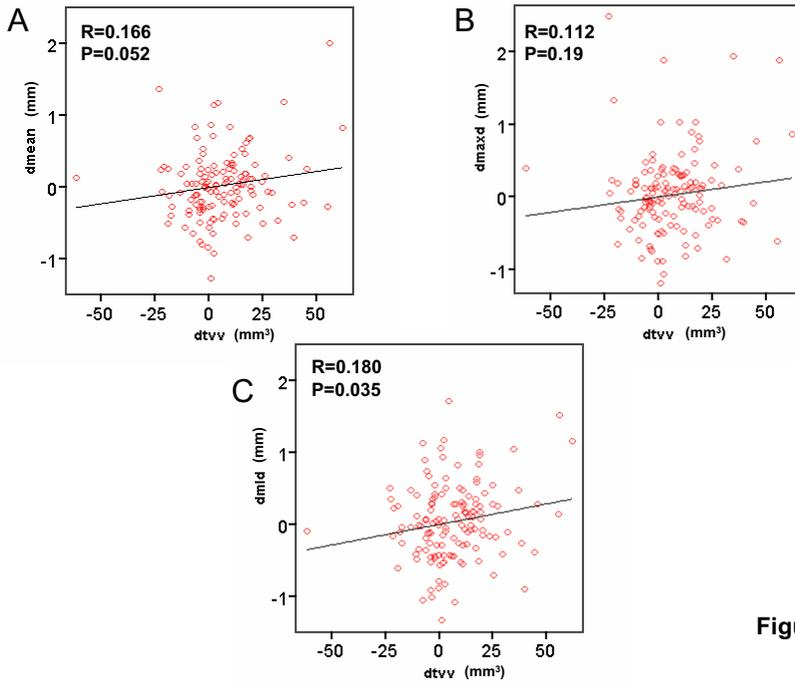 A
R=0.166
P=0.052
dmean (mm)
2
1
0
-1
-50 -25 0 25 50
dtvv (mm³)
B
R=0.112
P=0.19
dmaxd (mm)
2
1
0
-1
-50 -25 0 25 50
dtvv (mm³)
C
R=0.180
P=0.035
dmld (mm)
2
1
0
-1
-50 -25 0 25 50
dtvv (mm³)
Figu